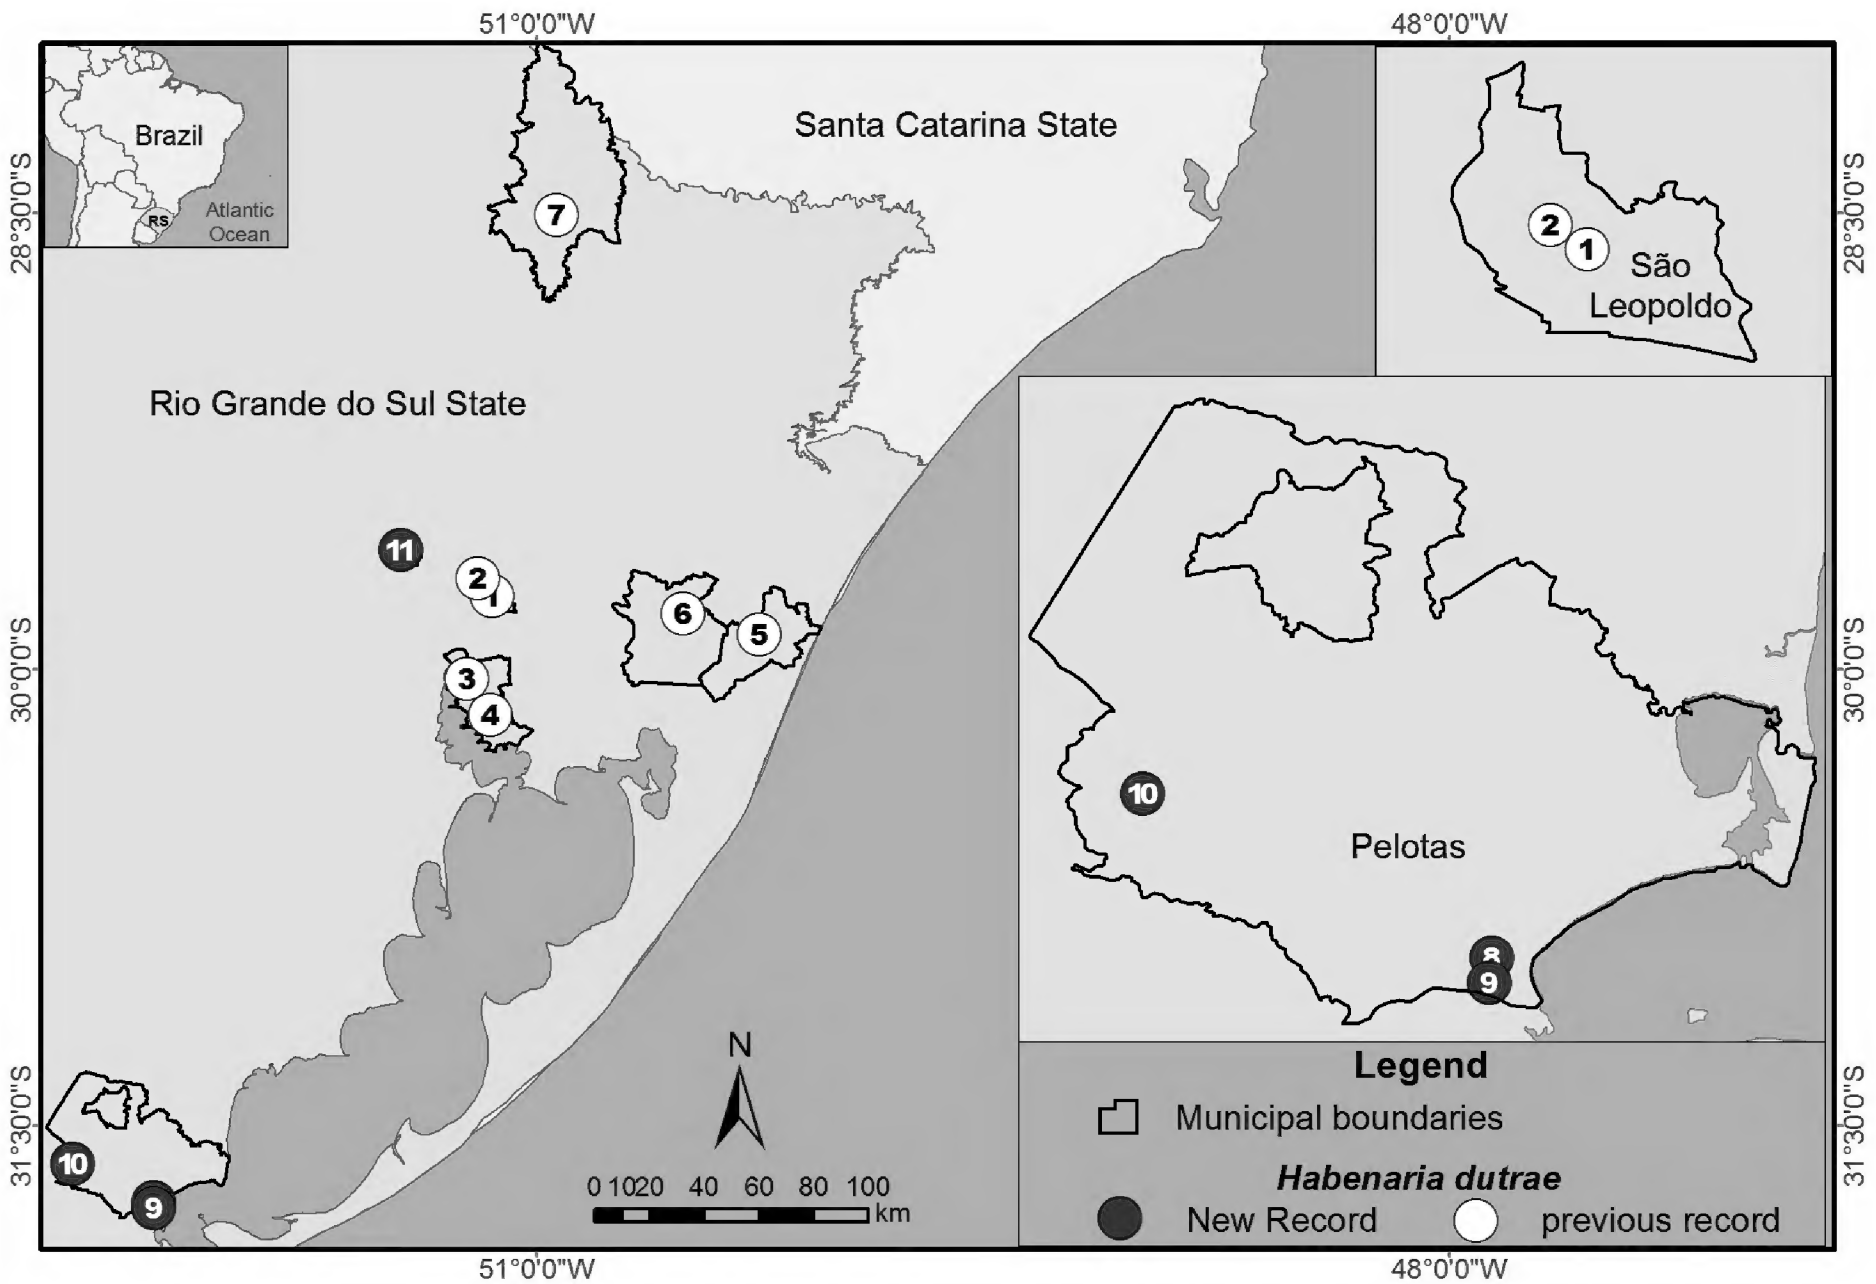 51°0'0"W
48°0'0"W
Brazil
RS
Atlantic
Ocean
28°30'0"S
7
Santa Catarina State
2
1
São
Leopoldo
28°30'0"S
Rio Grande do Sul State
11
2
1
6
5
3
4
30°0'0"S
30°0'0"S
10
Pelotas
8
9
31°30'0"S
10
9
N
0 1020 40 60 80 100
km
Legend
Municipal boundaries
Habenaria dutrae
New Record previous record
31°30'0"S
51°0'0"W
48°0'0"W